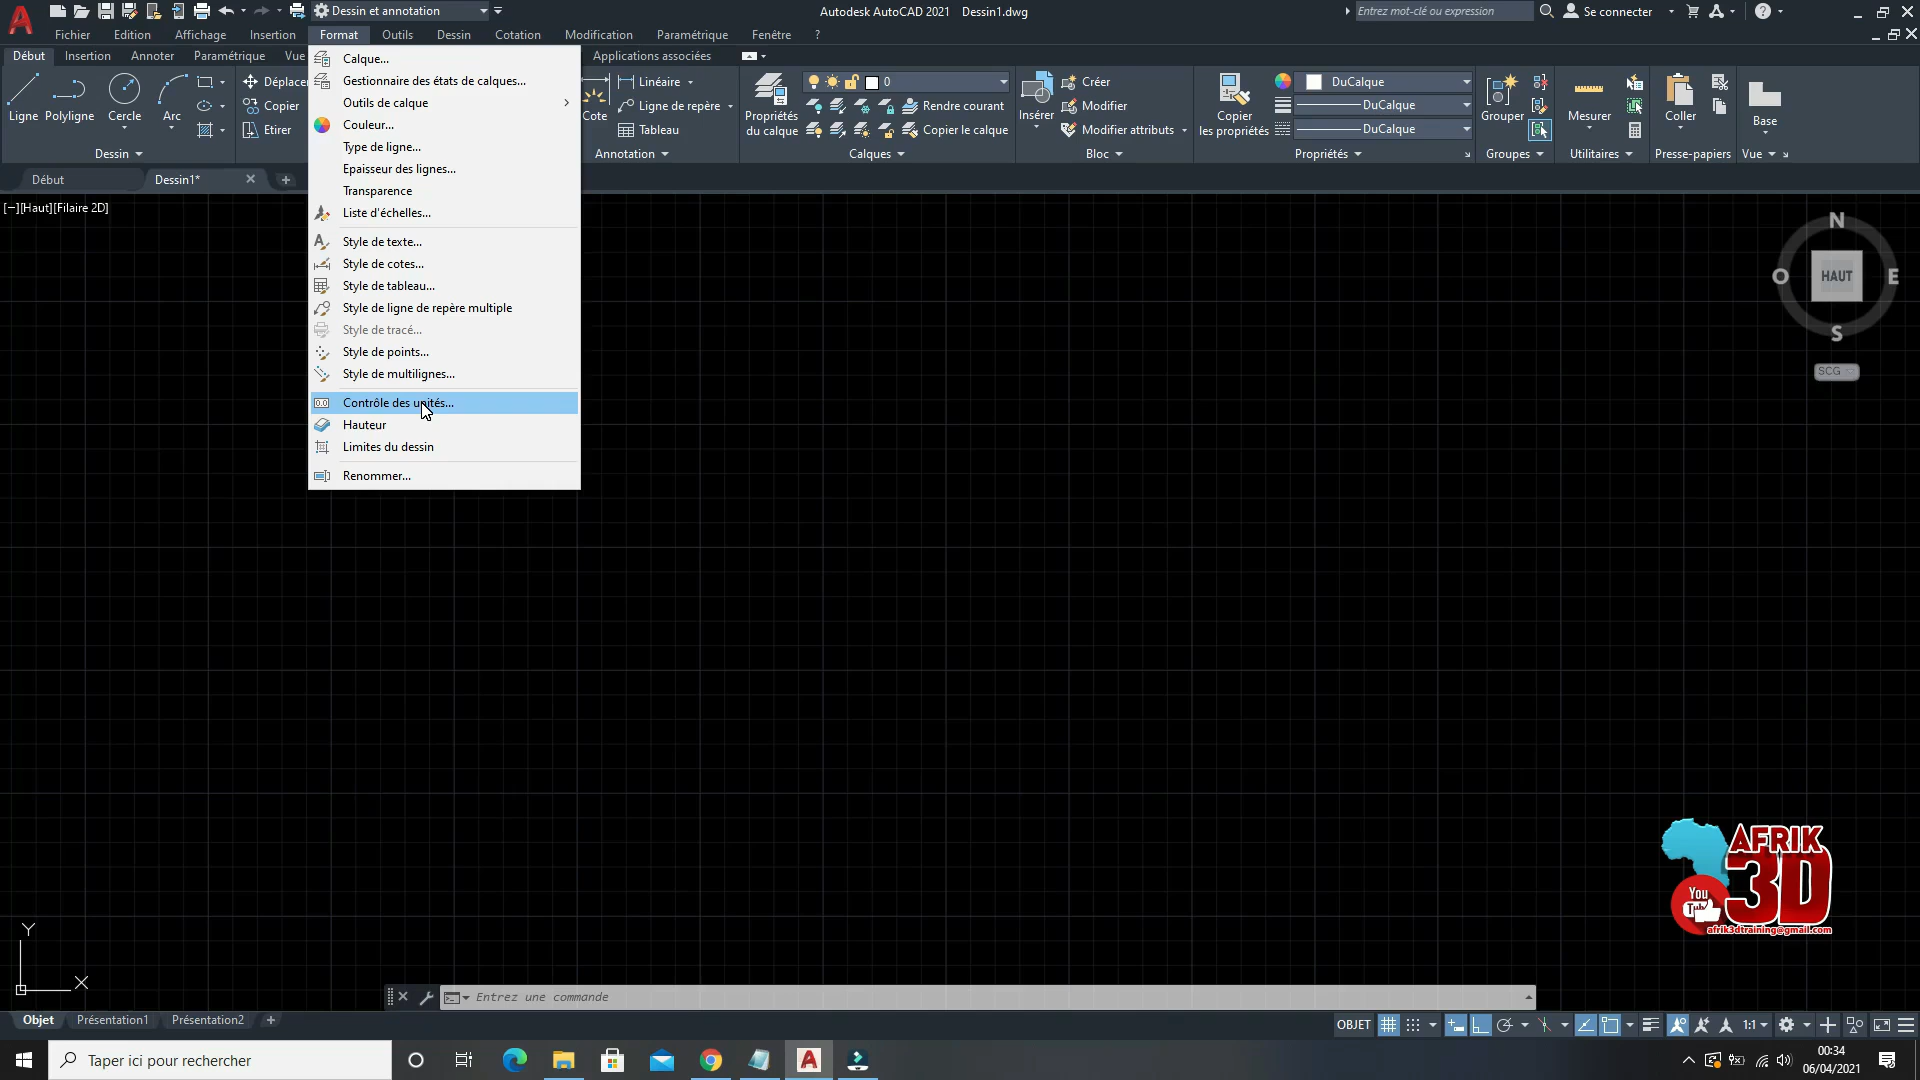 Dessin et annotation
Autodesk AutoCAD 2021 Dessin1.dwg
Entrez mot-clé ou expression
Se connecter
Fichier Edition Affichage Insertion Format Outils Dessin Cotation Modification Paramétrique Fenêtre ?
Début Insertion Annoter Paramétrique Vue Applications associées
Ligne Polyligne Cercle Arc
Déplacer
Copier
Etirer
Dessin
Calque...
Gestionnaire des états de calques...
Outils de calque
Couleur...
Type de ligne...
Epaisseur des lignes...
Transparence
Liste d'échelles...
Style de texte...
Style de cotes...
Style de tableau...
Style de ligne de repère multiple
Style de tracé...
Style de points...
Style de multilignes...
Contrôle des unités...
Hauteur
Limites du dessin
Renommer...
Cote
Linéaire
Ligne de repère
Tableau
Annotation
Propriétés
du calque
0
Rendre courant
Copier le calque
Calques
Insérer
Créer
Modifier
Modifier attributs
Bloc
Copier
les propriétés
DuCalque
DuCalque
DuCalque
Propriétés
Grouper
Groupes
Mesurer
Utilitaires
Coller
Presse-papiers
Base
Vue
Début Dessin1*
[−][Haut][Filaire 2D]
N
O HAUT E
S
SCG
Y
X
AFRIK
3D
You
Tube
afrik3dtraining@gmail.com
Entrez une commande
Objet Présentation1 Présentation2
OBJET
1:1
Taper ici pour rechercher
00:34
06/04/2021